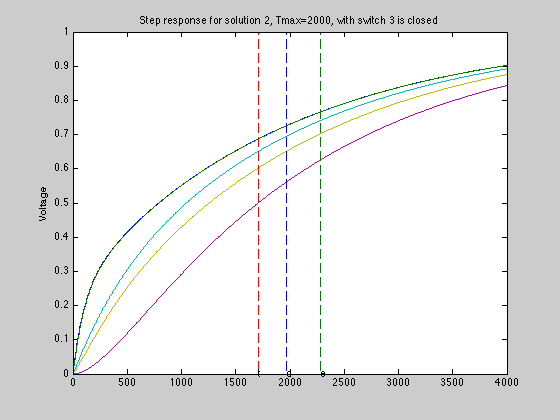 Step response for solution 2, Tmax=2000, with switch 3 is closed
Voltage
1
0.9
0.8
0.7
0.6
0.5
0.4
0.3
0.2
0.1
0
0 500 1000 1500 2000 2500 3000 3500 4000
r d e